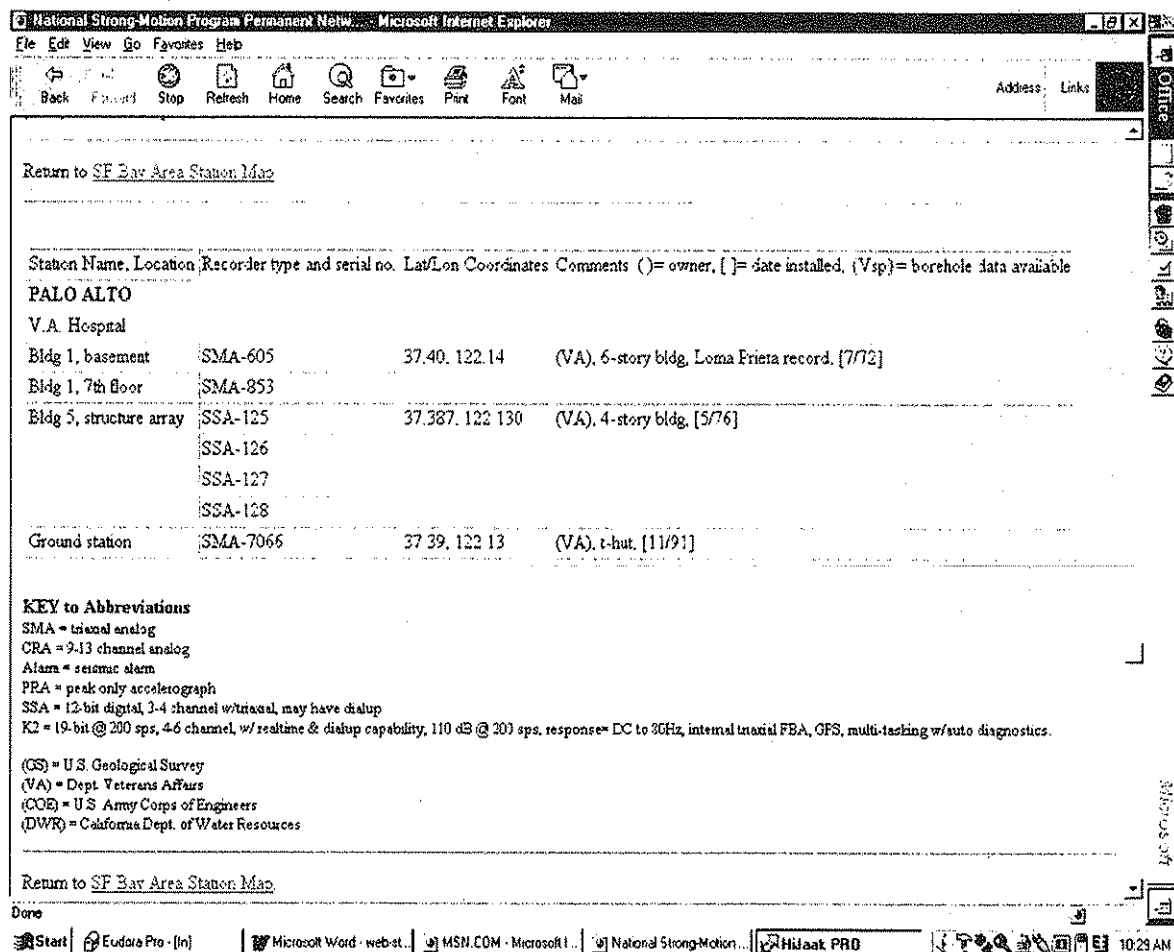 National Strong-Motion Program Permanent Netw... - Microsoft Internet Explorer
File Edit View Go Favorites Help
Back Forward Stop Refresh Home Search Favorites Print Font Mail Address Links
Office
Return to SF Bay Area Station Map
Station Name, Location Recorder type and serial no. Lat/Lon Coordinates Comments ()= owner, [ ]= date installed, {Vsp}= borehole data available
PALO ALTO
V.A. Hospital
Bldg 1, basement SMA-605 37.40, 122.14 (VA), 6-story bldg, Loma Prieta record, [7/72]
Bldg 1, 7th floor SMA-853
Bldg 5, structure array SSA-125 37.387, 122 130 (VA), 4-story bldg, [5/76]
SSA-126
SSA-127
SSA-128
Ground station SMA-7066 37 39, 122 13 (VA), t-hut, [11/91]
KEY to Abbreviations
SMA = triaxial analog
CRA = 9-13 channel analog
Alarm = seismic alarm
PRA = peak only accelerograph
SSA = 12-bit digital, 3-4 channel w/triaxial, may have dialup
K2 = 19-bit @ 200 sps, 4-6 channel, w/ realtime & dialup capability, 110 dB @ 200 sps, response= DC to 80Hz, internal triaxial FBA, GPS, multi-tasking w/auto diagnostics.
(GS) = U.S. Geological Survey
(VA) = Dept. Veterans Affairs
(COE) = U.S. Army Corps of Engineers
(DWR) = California Dept. of Water Resources
Return to SF Bay Area Station Map.
Microsoft
Done
Start Eudora Pro - [In] Microsoft Word - web-st... MSN.COM - Microsoft I... National Strong-Motion... HiJaak PRO 10:29 AM